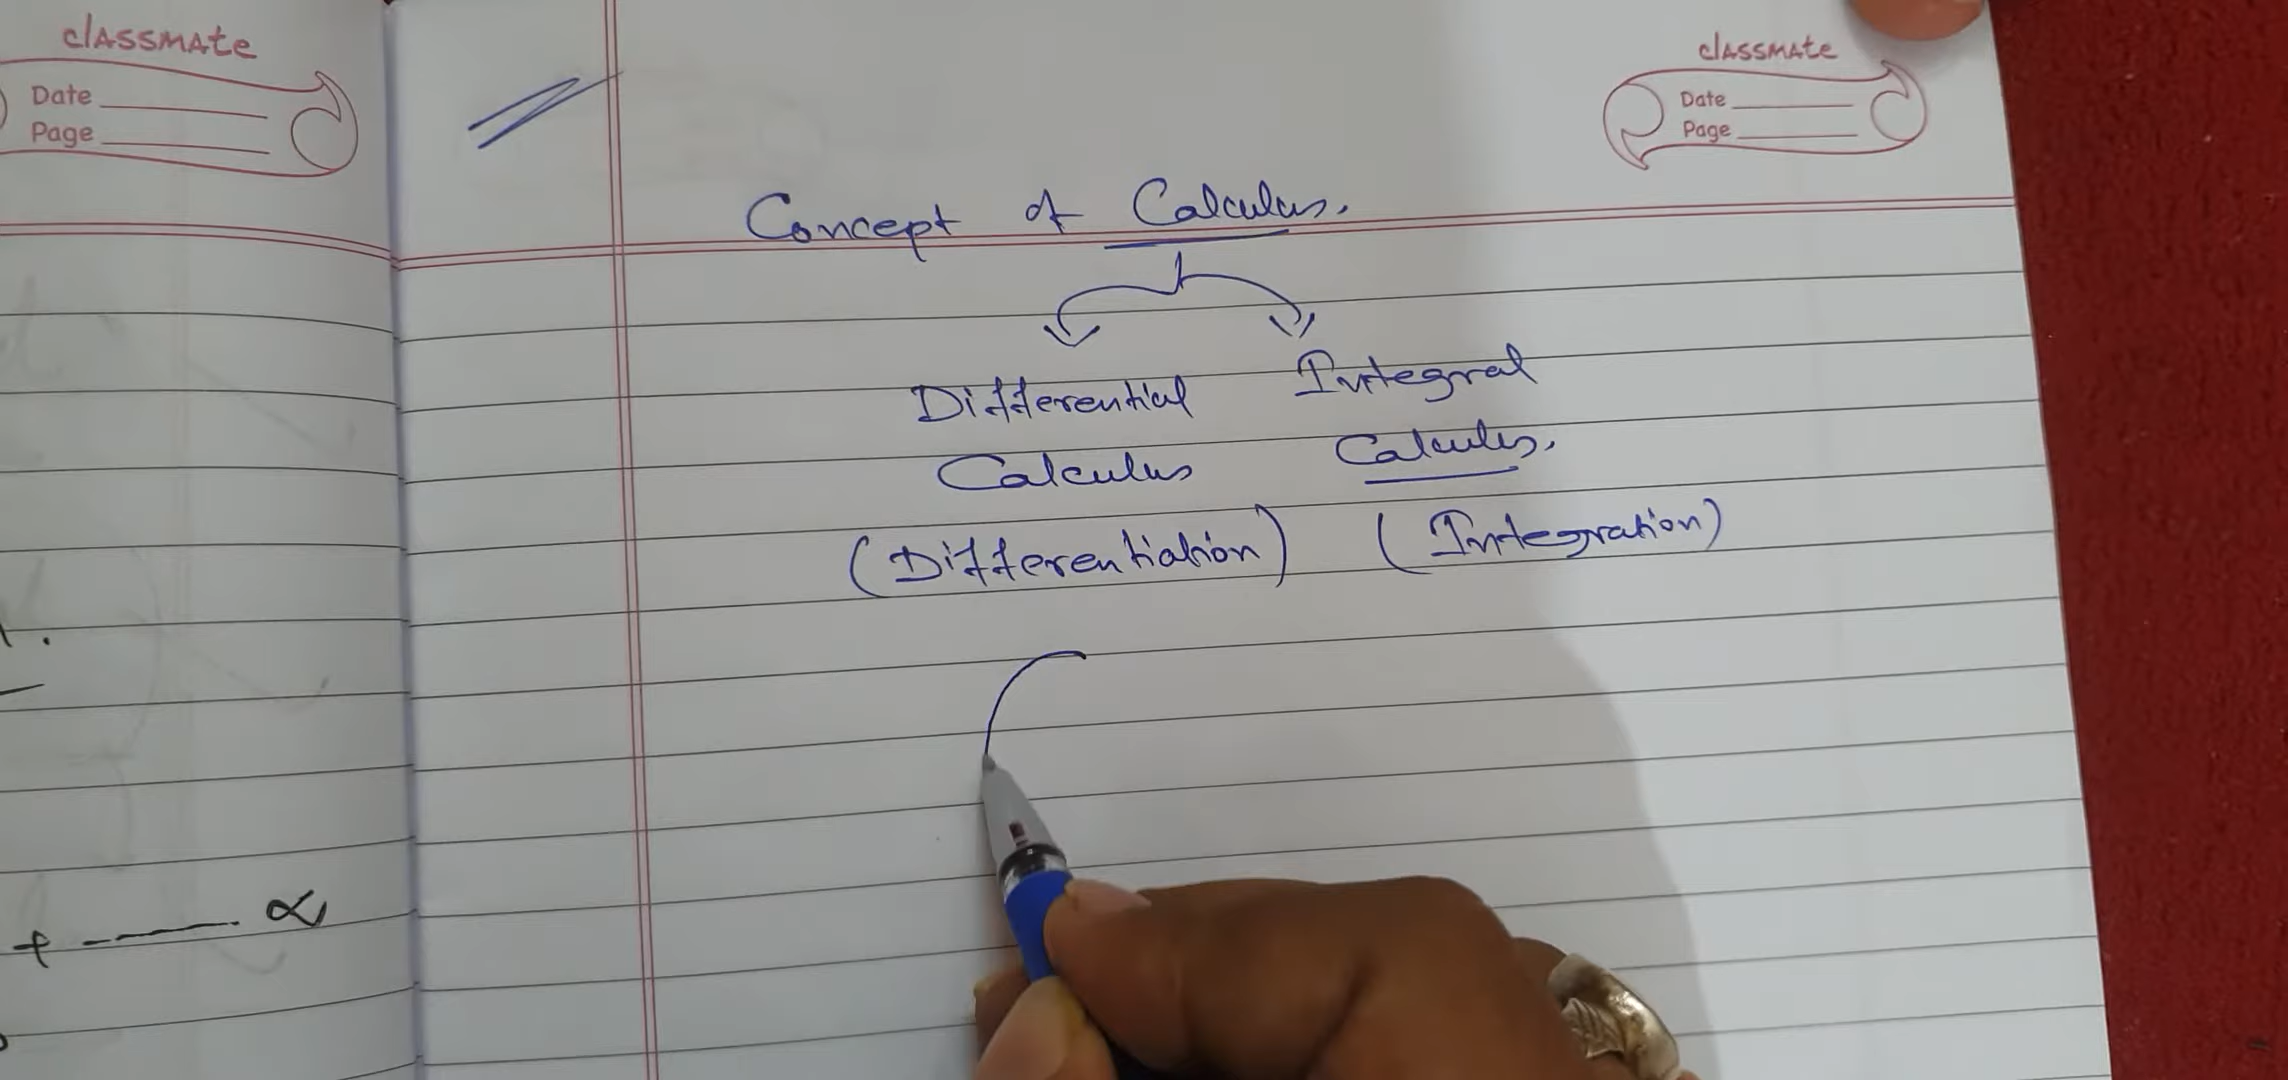 classmate
Date
Page
classmate
Date
Page
Concept of Calculus.
Differential
Calculus
(Differentiation)
Integral
Calculus.
(Integration)
+ ------- ∝